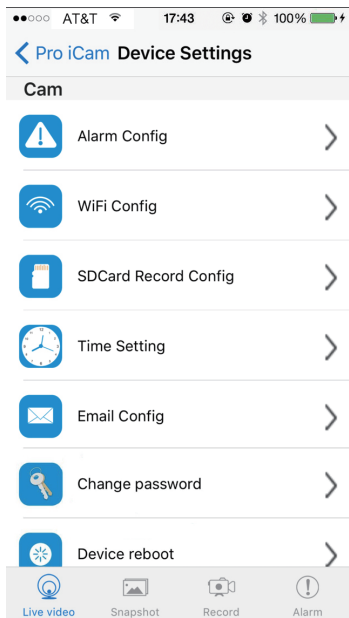 AT&T 17:43 100%
Pro iCam Device Settings
Cam
Alarm Config
WiFi Config
SDCard Record Config
Time Setting
Email Config
Change password
Device reboot
Live video Snapshot Record Alarm